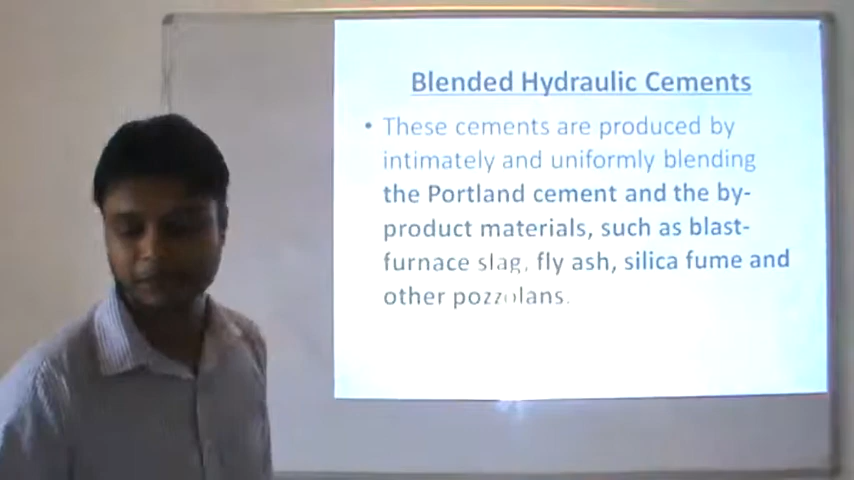 Blended Hydraulic Cements
• These cements are produced by
intimately and uniformly blending
the Portland cement and the by-
product materials, such as blast-
furnace slag, fly ash, silica fume and
other pozzolans.